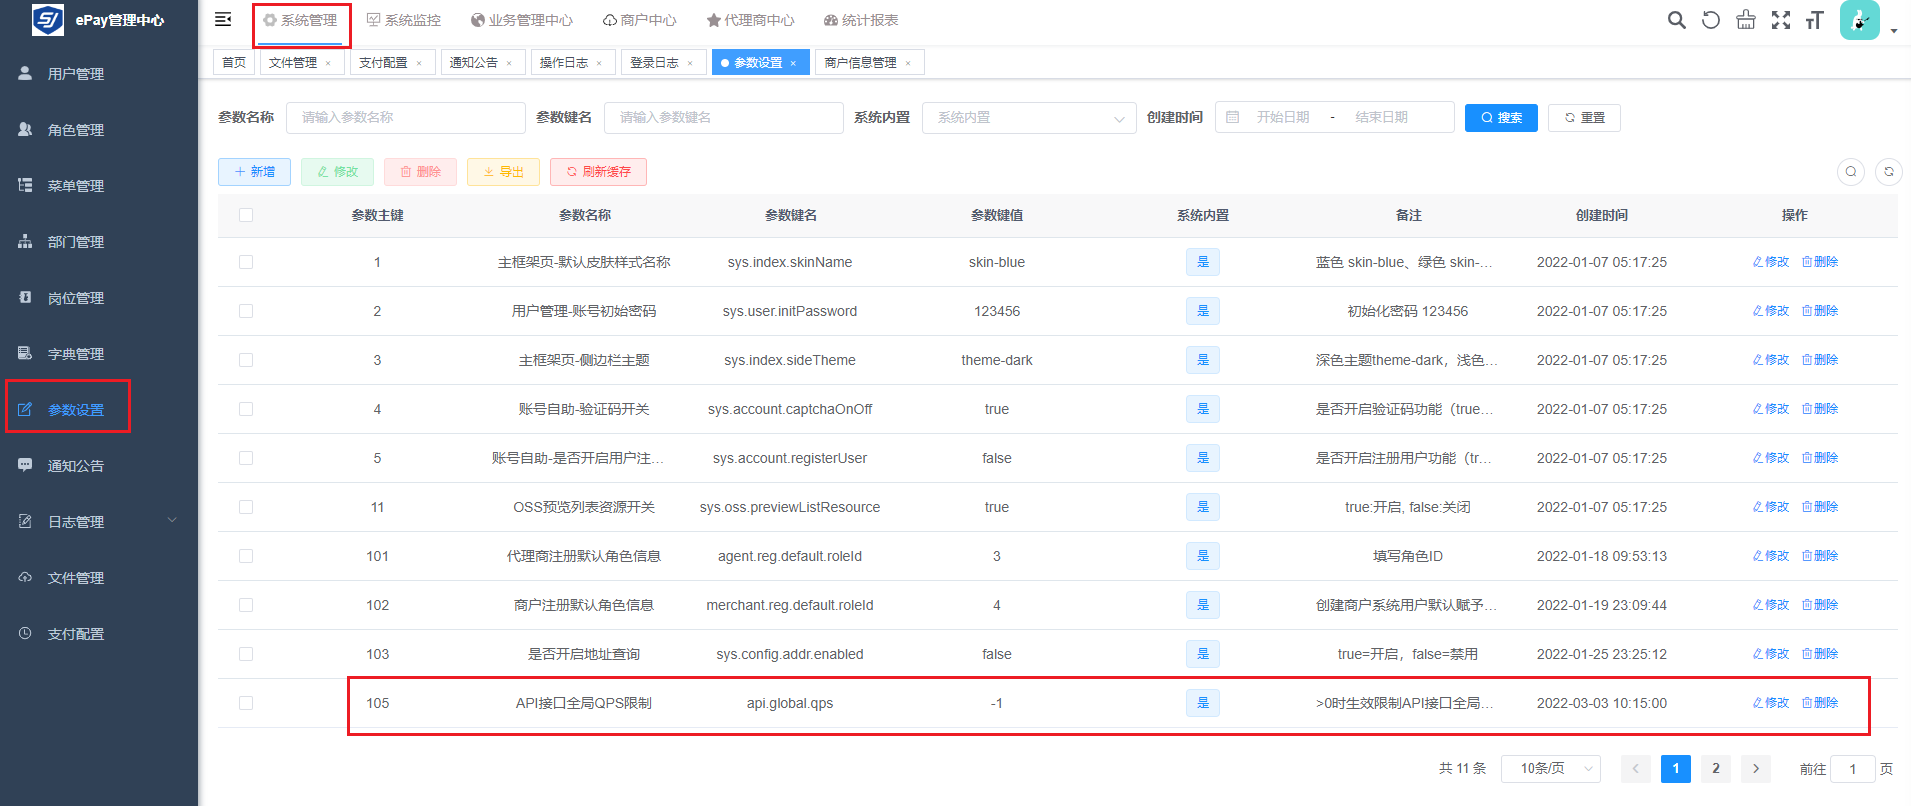 ePay管理中心
系统管理 系统监控 业务管理中心 商户中心 代理商中心 统计报表
首页 文件管理 × 支付配置 × 通知公告 × 操作日志 × 登录日志 × 参数设置 × 商户信息管理 ×
用户管理
角色管理
菜单管理
部门管理
岗位管理
字典管理
参数设置
通知公告
日志管理
文件管理
支付配置
参数名称 请输入参数名称 参数键名 请输入参数键名 系统内置 系统内置 创建时间 开始日期 - 结束日期 搜索 重置
新增 修改 删除 导出 刷新缓存
参数主键 参数名称 参数键名 参数键值 系统内置 备注 创建时间 操作
1 主框架页-默认皮肤样式名称 sys.index.skinName skin-blue 是 蓝色 skin-blue、绿色 skin-... 2022-01-07 05:17:25 修改 删除
2 用户管理-账号初始密码 sys.user.initPassword 123456 是 初始化密码 123456 2022-01-07 05:17:25 修改 删除
3 主框架页-侧边栏主题 sys.index.sideTheme theme-dark 是 深色主题theme-dark，浅色... 2022-01-07 05:17:25 修改 删除
4 账号自助-验证码开关 sys.account.captchaOnOff true 是 是否开启验证码功能（true... 2022-01-07 05:17:25 修改 删除
5 账号自助-是否开启用户注... sys.account.registerUser false 是 是否开启注册用户功能（tr... 2022-01-07 05:17:25 修改 删除
11 OSS预览列表资源开关 sys.oss.previewListResource true 是 true:开启, false:关闭 2022-01-07 05:17:25 修改 删除
101 代理商注册默认角色信息 agent.reg.default.roleId 3 是 填写角色ID 2022-01-18 09:53:13 修改 删除
102 商户注册默认角色信息 merchant.reg.default.roleId 4 是 创建商户系统用户默认赋予... 2022-01-19 23:09:44 修改 删除
103 是否开启地址查询 sys.config.addr.enabled false 是 true=开启，false=禁用 2022-01-25 23:25:12 修改 删除
105 API接口全局QPS限制 api.global.qps -1 是 >0时生效限制API接口全局... 2022-03-03 10:15:00 修改 删除
共 11 条 10条/页 1 2 前往 1 页